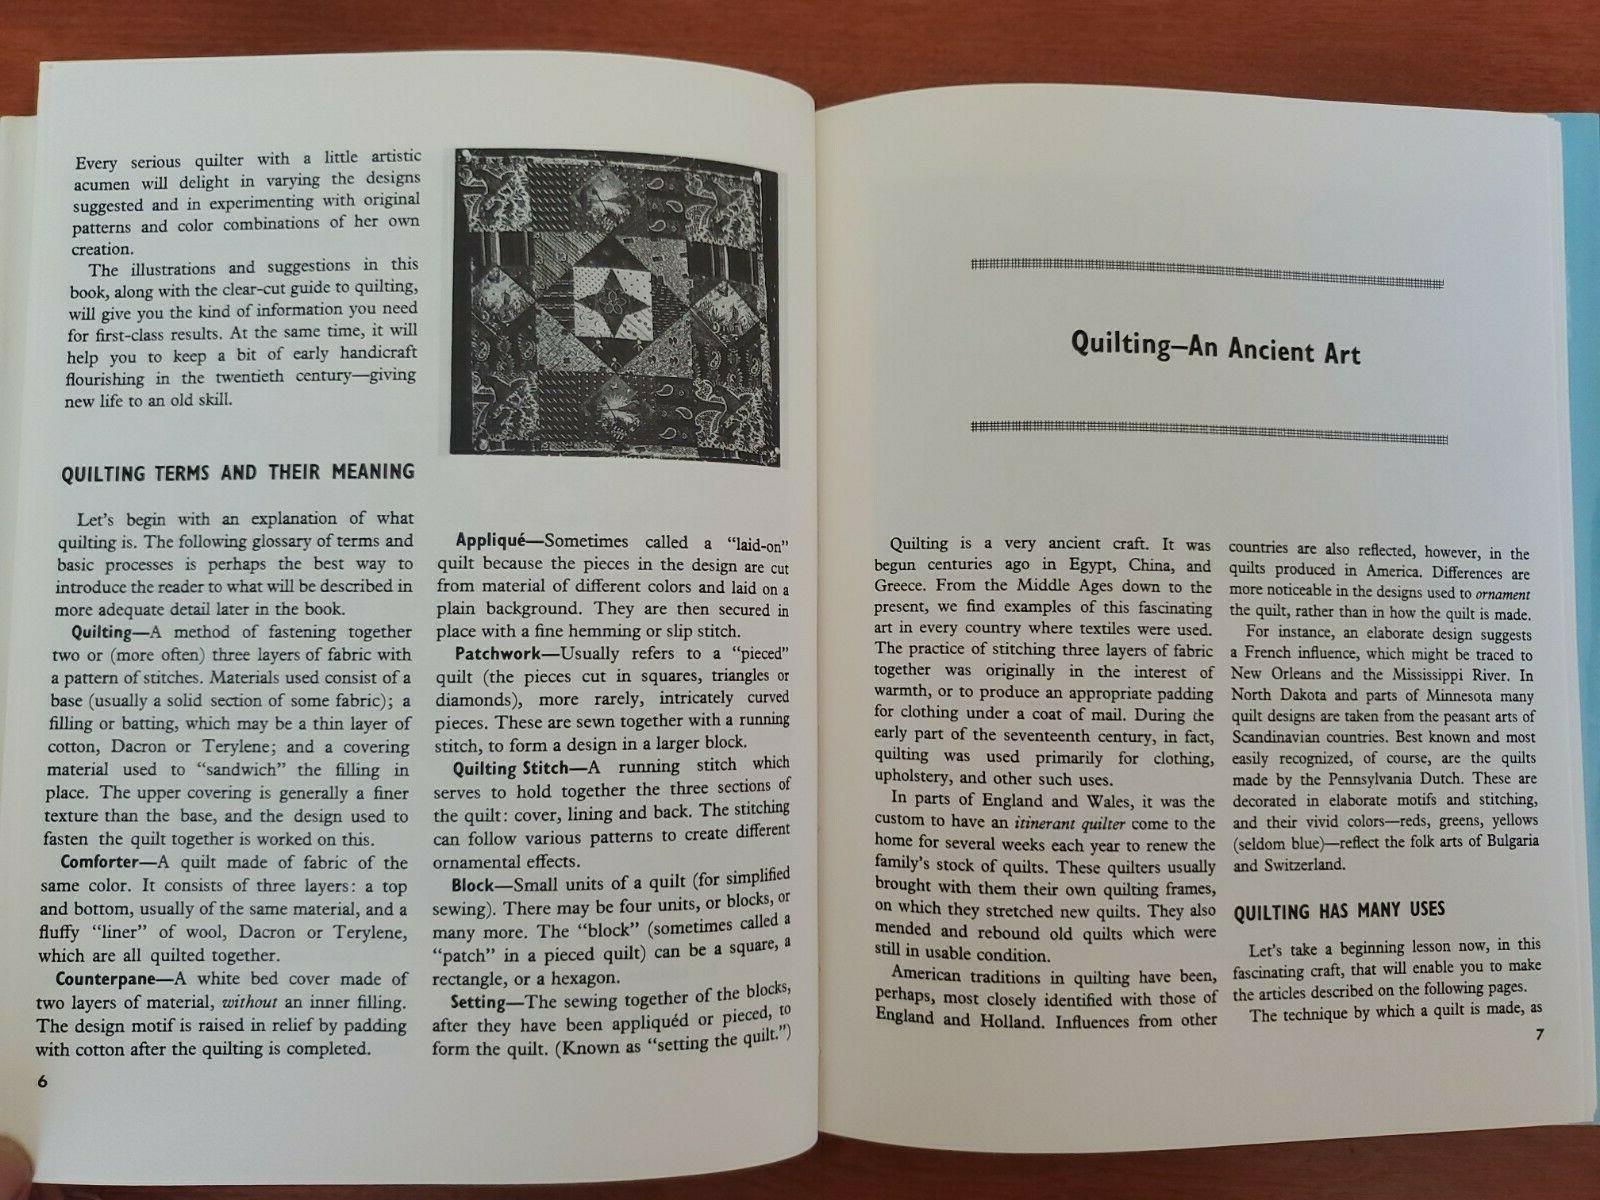 Every serious quilter with a little artistic
acumen will delight in varying the designs
suggested and in experimenting with original
patterns and color combinations of her own
creation.
The illustrations and suggestions in this
book, along with the clear-cut guide to quilting,
will give you the kind of information you need
for first-class results. At the same time, it will
help you to keep a bit of early handicraft
flourishing in the twentieth century—giving
new life to an old skill.
QUILTING TERMS AND THEIR MEANING
Let's begin with an explanation of what
quilting is. The following glossary of terms and
basic processes is perhaps the best way to
introduce the reader to what will be described in
more adequate detail later in the book.
Quilting—A method of fastening together
two or (more often) three layers of fabric with
a pattern of stitches. Materials used consist of a
base (usually a solid section of some fabric); a
filling or batting, which may be a thin layer of
cotton, Dacron or Terylene; and a covering
material used to "sandwich" the filling in
place. The upper covering is generally a finer
texture than the base, and the design used to
fasten the quilt together is worked on this.
Comforter—A quilt made of fabric of the
same color. It consists of three layers: a top
and bottom, usually of the same material, and a
fluffy "liner" of wool, Dacron or Terylene,
which are all quilted together.
Counterpane—A white bed cover made of
two layers of material, without an inner filling.
The design motif is raised in relief by padding
with cotton after the quilting is completed.
6
Appliqué—Sometimes called a "laid-on"
quilt because the pieces in the design are cut
from material of different colors and laid on a
plain background. They are then secured in
place with a fine hemming or slip stitch.
Patchwork—Usually refers to a "pieced"
quilt (the pieces cut in squares, triangles or
diamonds), more rarely, intricately curved
pieces. These are sewn together with a running
stitch, to form a design in a larger block.
Quilting Stitch—A running stitch which
serves to hold together the three sections of
the quilt: cover, lining and back. The stitching
can follow various patterns to create different
ornamental effects.
Block—Small units of a quilt (for simplified
sewing). There may be four units, or blocks, or
many more. The "block" (sometimes called a
"patch" in a pieced quilt) can be a square, a
rectangle, or a hexagon.
Setting—The sewing together of the blocks,
after they have been appliquéd or pieced, to
form the quilt. (Known as "setting the quilt.")
Quilting—An Ancient Art
Quilting is a very ancient craft. It was
begun centuries ago in Egypt, China, and
Greece. From the Middle Ages down to the
present, we find examples of this fascinating
art in every country where textiles were used.
The practice of stitching three layers of fabric
together was originally in the interest of
warmth, or to produce an appropriate padding
for clothing under a coat of mail. During the
early part of the seventeenth century, in fact,
quilting was used primarily for clothing,
upholstery, and other such uses.
In parts of England and Wales, it was the
custom to have an itinerant quilter come to the
home for several weeks each year to renew the
family's stock of quilts. These quilters usually
brought with them their own quilting frames,
on which they stretched new quilts. They also
mended and rebound old quilts which were
still in usable condition.
American traditions in quilting have been,
perhaps, most closely identified with those of
England and Holland. Influences from other
countries are also reflected, however, in the
quilts produced in America. Differences are
more noticeable in the designs used to ornament
the quilt, rather than in how the quilt is made.
For instance, an elaborate design suggests
a French influence, which might be traced to
New Orleans and the Mississippi River. In
North Dakota and parts of Minnesota many
quilt designs are taken from the peasant arts of
Scandinavian countries. Best known and most
easily recognized, of course, are the quilts
made by the Pennsylvania Dutch. These are
decorated in elaborate motifs and stitching,
and their vivid colors—reds, greens, yellows
(seldom blue)—reflect the folk arts of Bulgaria
and Switzerland.
QUILTING HAS MANY USES
Let's take a beginning lesson now, in this
fascinating craft, that will enable you to make
the articles described on the following pages.
The technique by which a quilt is made, as
7